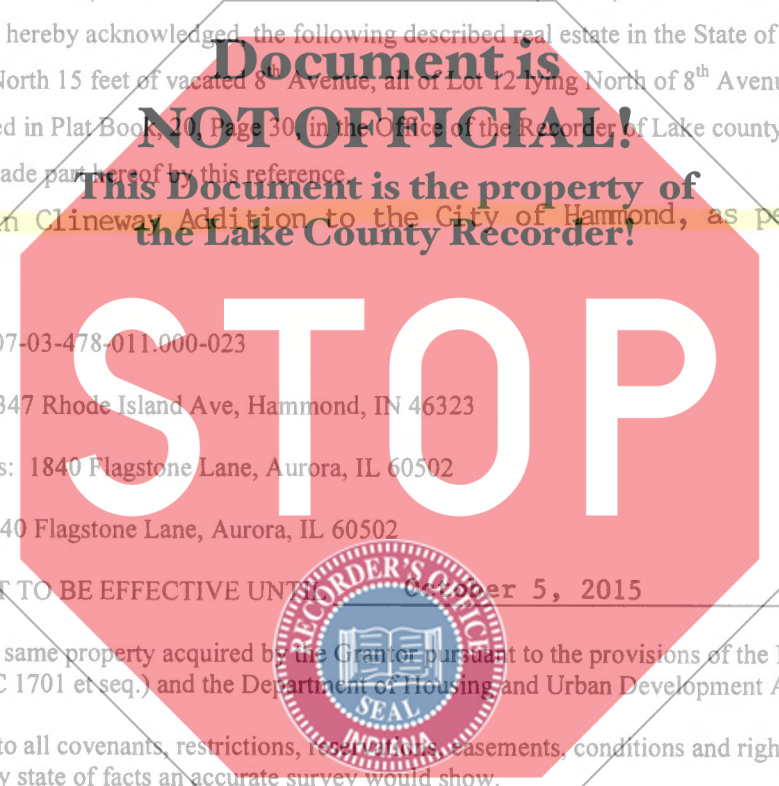 hereby acknowledged, the following described real estate in the State of
Document is
North 15 feet of vacated 8th Avenue, all of Lot 12 lying North of 8th Avenu
NOT OFFICIAL!
ed in Plat Book, 20, Page 30, in the Office of the Recorder of Lake county
ade part hereof by this reference.
This Document is the property of
n Clineway Addition to the City of Hammond, as pe
the Lake County Recorder!
STOP
07-03-478-011.000-023
347 Rhode Island Ave, Hammond, IN 46323
s: 1840 Flagstone Lane, Aurora, IL 60502
40 Flagstone Lane, Aurora, IL 60502
T TO BE EFFECTIVE UNTIL October 5, 2015
RECORDER'S OFFICE
SEAL
INDIANA
same property acquired by the Grantor pursuant to the provisions of the
C 1701 et seq.) and the Department of Housing and Urban Development A
to all covenants, restrictions, reservations, easements, conditions and righ
y state of facts an accurate survey would show.